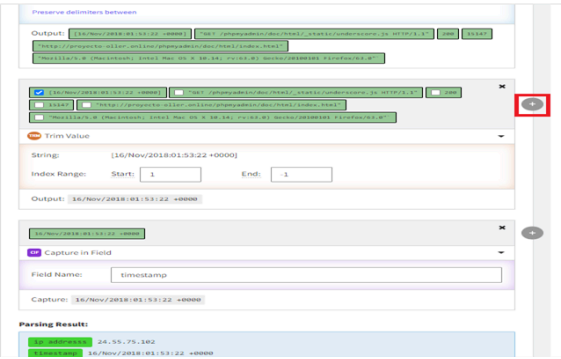 Preserve delimiters between
Output: [16/Nov/2018:01:53:22 +0000] "GET /phpmyadmin/doc/html/_static/underscore.js HTTP/1.1" 200 15347
"http://proyecto-oller.online/phpmyadmin/doc/html/index.html"
"Mozilla/5.0 (Macintosh; Intel Mac OS X 10.14; rv:63.0) Gecko/20100101 Firefox/63.0"
[16/Nov/2018:01:53:22 +0000] "GET /phpmyadmin/doc/html/_static/underscore.js HTTP/1.1" 200
15347 "http://proyecto-oller.online/phpmyadmin/doc/html/index.html"
"Mozilla/5.0 (Macintosh; Intel Mac OS X 10.14; rv:63.0) Gecko/20100101 Firefox/63.0"
Trim Value
String: [16/Nov/2018:01:53:22 +0000]
Index Range: Start: 1 End: -1
Output: 16/Nov/2018:01:53:22 +0000
16/Nov/2018:01:53:22 +0000
CF Capture in Field
Field Name: timestamp
Capture: 16/Nov/2018:01:53:22 +0000
Parsing Result:
ip_addresss 24.55.75.102
timestamp 16/Nov/2018:01:53:22 +0000